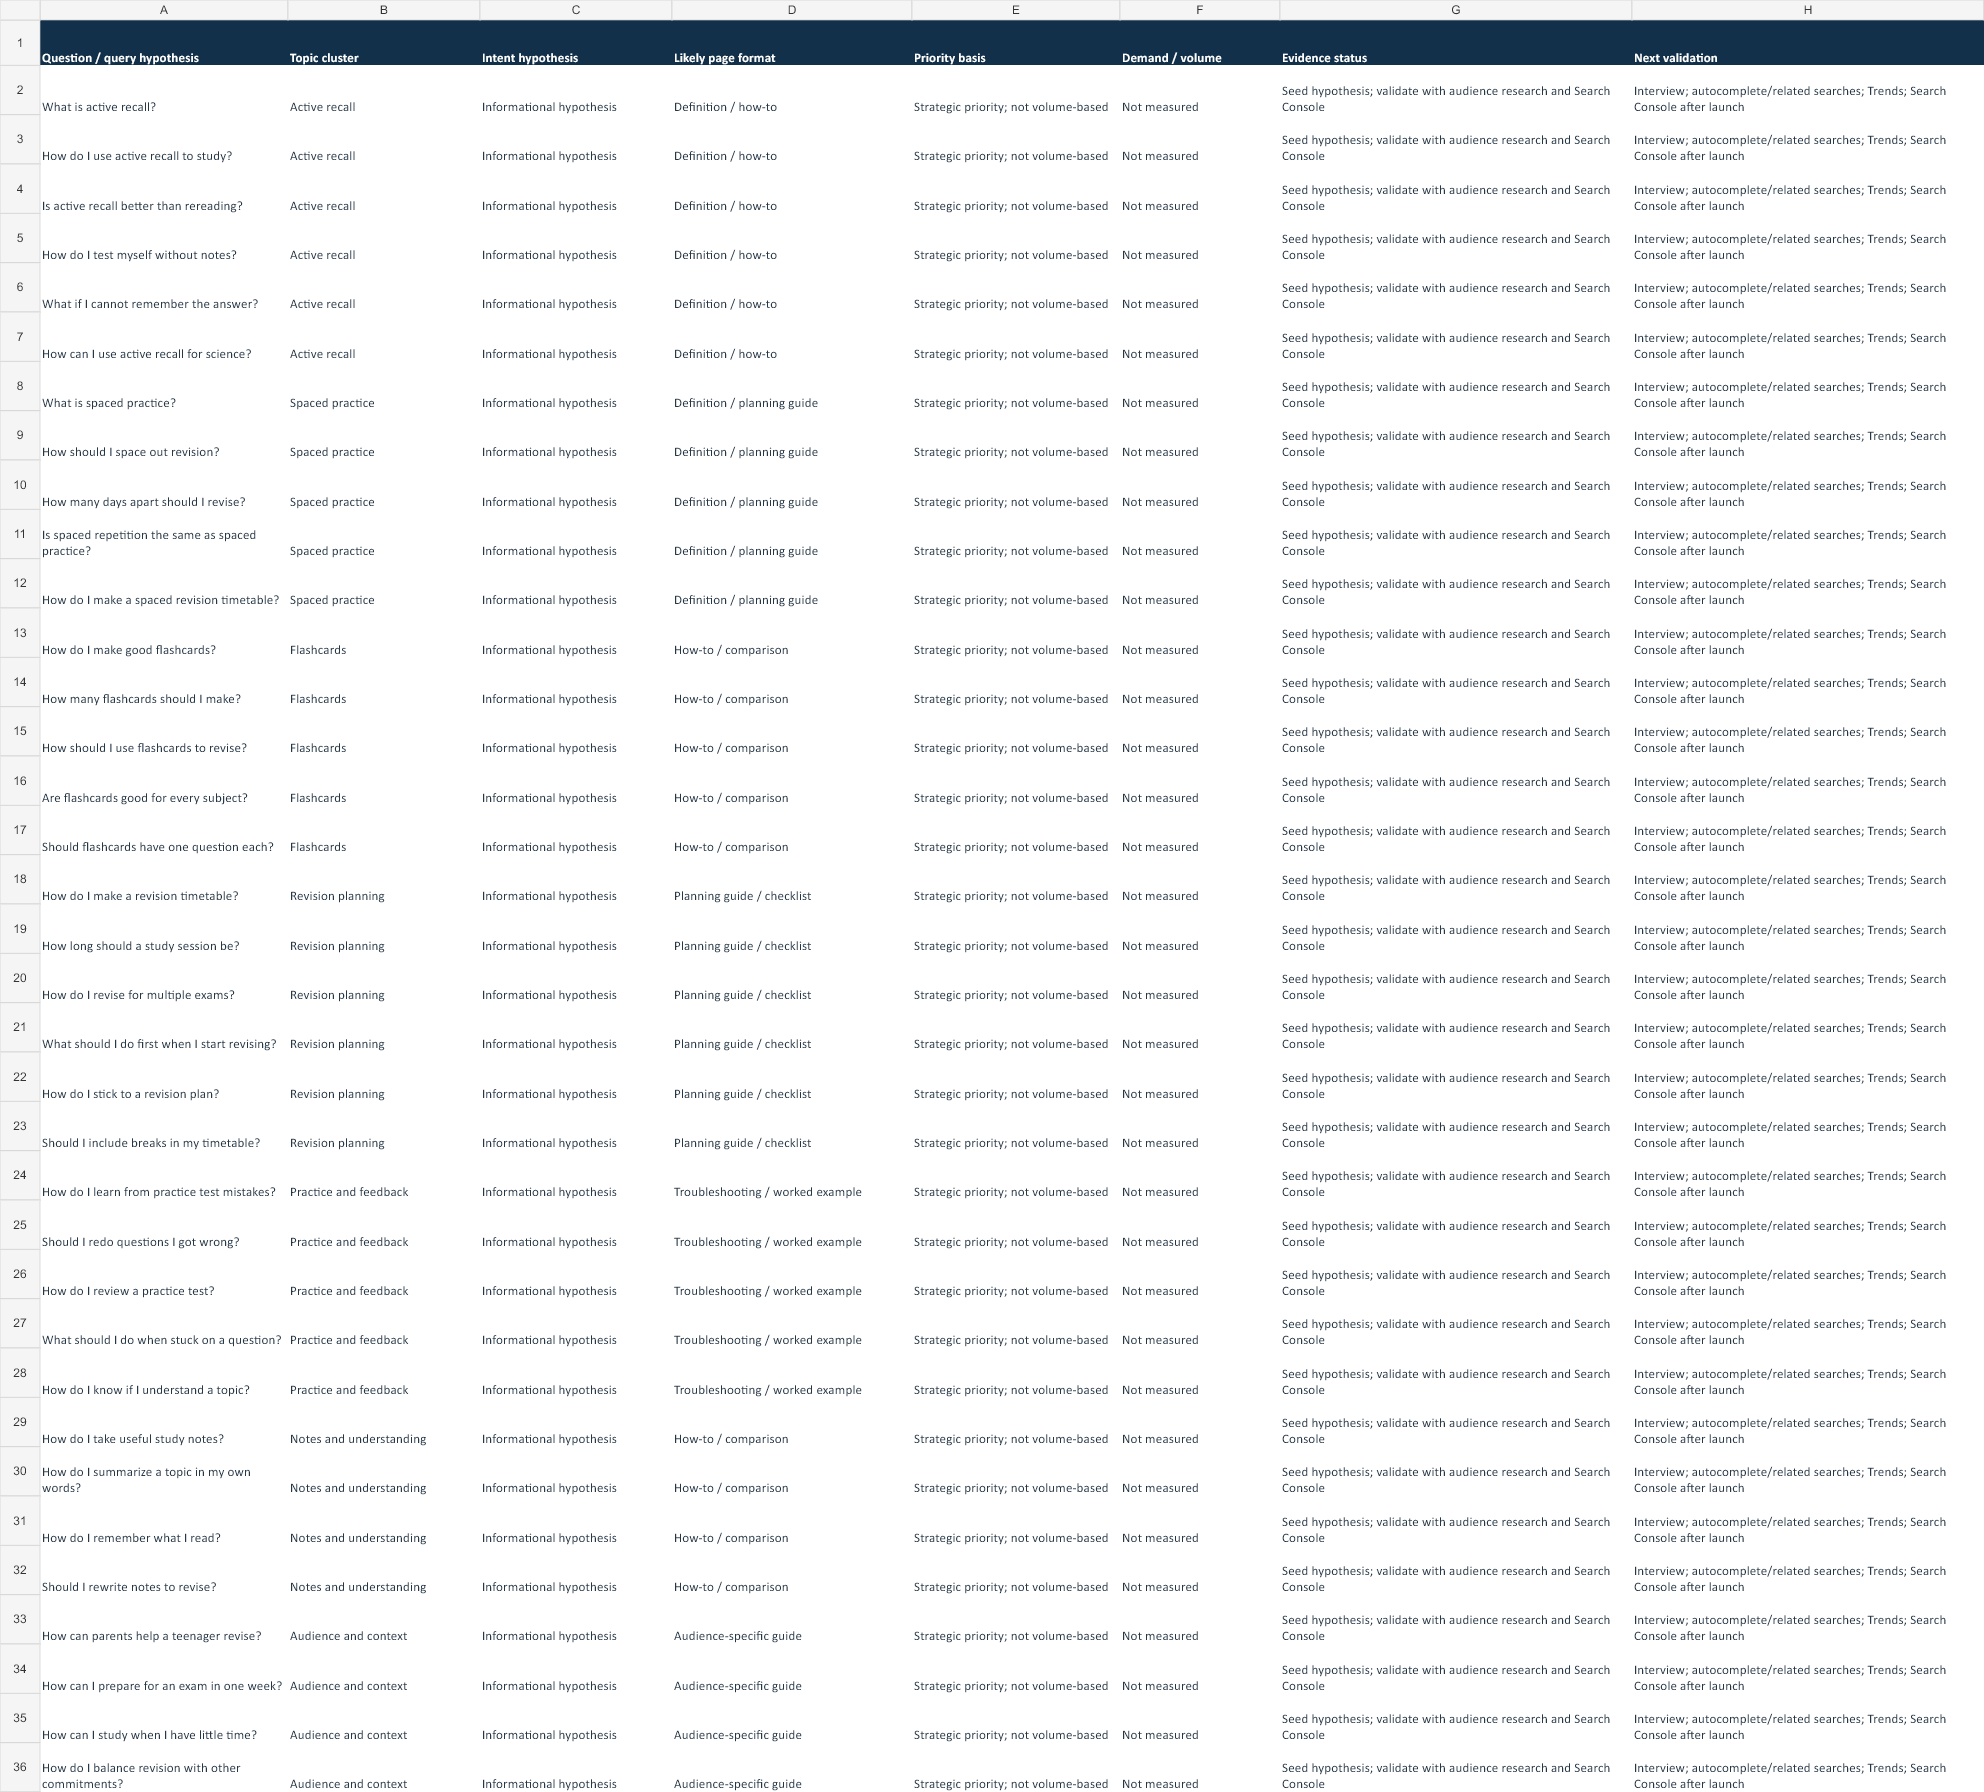 A B C D E F G H
1 Question / query hypothesis Topic cluster Intent hypothesis Likely page format Priority basis Demand / volume Evidence status Next validation
2 What is active recall? Active recall Informational hypothesis Definition / how-to Strategic priority; not volume-based Not measured Seed hypothesis; validate with audience research and Search Console Interview; autocomplete/related searches; Trends; Search Console after launch
3 How do I use active recall to study? Active recall Informational hypothesis Definition / how-to Strategic priority; not volume-based Not measured Seed hypothesis; validate with audience research and Search Console Interview; autocomplete/related searches; Trends; Search Console after launch
4 Is active recall better than rereading? Active recall Informational hypothesis Definition / how-to Strategic priority; not volume-based Not measured Seed hypothesis; validate with audience research and Search Console Interview; autocomplete/related searches; Trends; Search Console after launch
5 How do I test myself without notes? Active recall Informational hypothesis Definition / how-to Strategic priority; not volume-based Not measured Seed hypothesis; validate with audience research and Search Console Interview; autocomplete/related searches; Trends; Search Console after launch
6 What if I cannot remember the answer? Active recall Informational hypothesis Definition / how-to Strategic priority; not volume-based Not measured Seed hypothesis; validate with audience research and Search Console Interview; autocomplete/related searches; Trends; Search Console after launch
7 How can I use active recall for science? Active recall Informational hypothesis Definition / how-to Strategic priority; not volume-based Not measured Seed hypothesis; validate with audience research and Search Console Interview; autocomplete/related searches; Trends; Search Console after launch
8 What is spaced practice? Spaced practice Informational hypothesis Definition / planning guide Strategic priority; not volume-based Not measured Seed hypothesis; validate with audience research and Search Console Interview; autocomplete/related searches; Trends; Search Console after launch
9 How should I space out revision? Spaced practice Informational hypothesis Definition / planning guide Strategic priority; not volume-based Not measured Seed hypothesis; validate with audience research and Search Console Interview; autocomplete/related searches; Trends; Search Console after launch
10 How many days apart should I revise? Spaced practice Informational hypothesis Definition / planning guide Strategic priority; not volume-based Not measured Seed hypothesis; validate with audience research and Search Console Interview; autocomplete/related searches; Trends; Search Console after launch
11 Is spaced repetition the same as spaced practice? Spaced practice Informational hypothesis Definition / planning guide Strategic priority; not volume-based Not measured Seed hypothesis; validate with audience research and Search Console Interview; autocomplete/related searches; Trends; Search Console after launch
12 How do I make a spaced revision timetable? Spaced practice Informational hypothesis Definition / planning guide Strategic priority; not volume-based Not measured Seed hypothesis; validate with audience research and Search Console Interview; autocomplete/related searches; Trends; Search Console after launch
13 How do I make good flashcards? Flashcards Informational hypothesis How-to / comparison Strategic priority; not volume-based Not measured Seed hypothesis; validate with audience research and Search Console Interview; autocomplete/related searches; Trends; Search Console after launch
14 How many flashcards should I make? Flashcards Informational hypothesis How-to / comparison Strategic priority; not volume-based Not measured Seed hypothesis; validate with audience research and Search Console Interview; autocomplete/related searches; Trends; Search Console after launch
15 How should I use flashcards to revise? Flashcards Informational hypothesis How-to / comparison Strategic priority; not volume-based Not measured Seed hypothesis; validate with audience research and Search Console Interview; autocomplete/related searches; Trends; Search Console after launch
16 Are flashcards good for every subject? Flashcards Informational hypothesis How-to / comparison Strategic priority; not volume-based Not measured Seed hypothesis; validate with audience research and Search Console Interview; autocomplete/related searches; Trends; Search Console after launch
17 Should flashcards have one question each? Flashcards Informational hypothesis How-to / comparison Strategic priority; not volume-based Not measured Seed hypothesis; validate with audience research and Search Console Interview; autocomplete/related searches; Trends; Search Console after launch
18 How do I make a revision timetable? Revision planning Informational hypothesis Planning guide / checklist Strategic priority; not volume-based Not measured Seed hypothesis; validate with audience research and Search Console Interview; autocomplete/related searches; Trends; Search Console after launch
19 How long should a study session be? Revision planning Informational hypothesis Planning guide / checklist Strategic priority; not volume-based Not measured Seed hypothesis; validate with audience research and Search Console Interview; autocomplete/related searches; Trends; Search Console after launch
20 How do I revise for multiple exams? Revision planning Informational hypothesis Planning guide / checklist Strategic priority; not volume-based Not measured Seed hypothesis; validate with audience research and Search Console Interview; autocomplete/related searches; Trends; Search Console after launch
21 What should I do first when I start revising? Revision planning Informational hypothesis Planning guide / checklist Strategic priority; not volume-based Not measured Seed hypothesis; validate with audience research and Search Console Interview; autocomplete/related searches; Trends; Search Console after launch
22 How do I stick to a revision plan? Revision planning Informational hypothesis Planning guide / checklist Strategic priority; not volume-based Not measured Seed hypothesis; validate with audience research and Search Console Interview; autocomplete/related searches; Trends; Search Console after launch
23 Should I include breaks in my timetable? Revision planning Informational hypothesis Planning guide / checklist Strategic priority; not volume-based Not measured Seed hypothesis; validate with audience research and Search Console Interview; autocomplete/related searches; Trends; Search Console after launch
24 How do I learn from practice test mistakes? Practice and feedback Informational hypothesis Troubleshooting / worked example Strategic priority; not volume-based Not measured Seed hypothesis; validate with audience research and Search Console Interview; autocomplete/related searches; Trends; Search Console after launch
25 Should I redo questions I got wrong? Practice and feedback Informational hypothesis Troubleshooting / worked example Strategic priority; not volume-based Not measured Seed hypothesis; validate with audience research and Search Console Interview; autocomplete/related searches; Trends; Search Console after launch
26 How do I review a practice test? Practice and feedback Informational hypothesis Troubleshooting / worked example Strategic priority; not volume-based Not measured Seed hypothesis; validate with audience research and Search Console Interview; autocomplete/related searches; Trends; Search Console after launch
27 What should I do when stuck on a question? Practice and feedback Informational hypothesis Troubleshooting / worked example Strategic priority; not volume-based Not measured Seed hypothesis; validate with audience research and Search Console Interview; autocomplete/related searches; Trends; Search Console after launch
28 How do I know if I understand a topic? Practice and feedback Informational hypothesis Troubleshooting / worked example Strategic priority; not volume-based Not measured Seed hypothesis; validate with audience research and Search Console Interview; autocomplete/related searches; Trends; Search Console after launch
29 How do I take useful study notes? Notes and understanding Informational hypothesis How-to / comparison Strategic priority; not volume-based Not measured Seed hypothesis; validate with audience research and Search Console Interview; autocomplete/related searches; Trends; Search Console after launch
30 How do I summarize a topic in my own words? Notes and understanding Informational hypothesis How-to / comparison Strategic priority; not volume-based Not measured Seed hypothesis; validate with audience research and Search Console Interview; autocomplete/related searches; Trends; Search Console after launch
31 How do I remember what I read? Notes and understanding Informational hypothesis How-to / comparison Strategic priority; not volume-based Not measured Seed hypothesis; validate with audience research and Search Console Interview; autocomplete/related searches; Trends; Search Console after launch
32 Should I rewrite notes to revise? Notes and understanding Informational hypothesis How-to / comparison Strategic priority; not volume-based Not measured Seed hypothesis; validate with audience research and Search Console Interview; autocomplete/related searches; Trends; Search Console after launch
33 How can parents help a teenager revise? Audience and context Informational hypothesis Audience-specific guide Strategic priority; not volume-based Not measured Seed hypothesis; validate with audience research and Search Console Interview; autocomplete/related searches; Trends; Search Console after launch
34 How can I prepare for an exam in one week? Audience and context Informational hypothesis Audience-specific guide Strategic priority; not volume-based Not measured Seed hypothesis; validate with audience research and Search Console Interview; autocomplete/related searches; Trends; Search Console after launch
35 How can I study when I have little time? Audience and context Informational hypothesis Audience-specific guide Strategic priority; not volume-based Not measured Seed hypothesis; validate with audience research and Search Console Interview; autocomplete/related searches; Trends; Search Console after launch
36 How do I balance revision with other commitments? Audience and context Informational hypothesis Audience-specific guide Strategic priority; not volume-based Not measured Seed hypothesis; validate with audience research and Search Console Interview; autocomplete/related searches; Trends; Search Console after launch